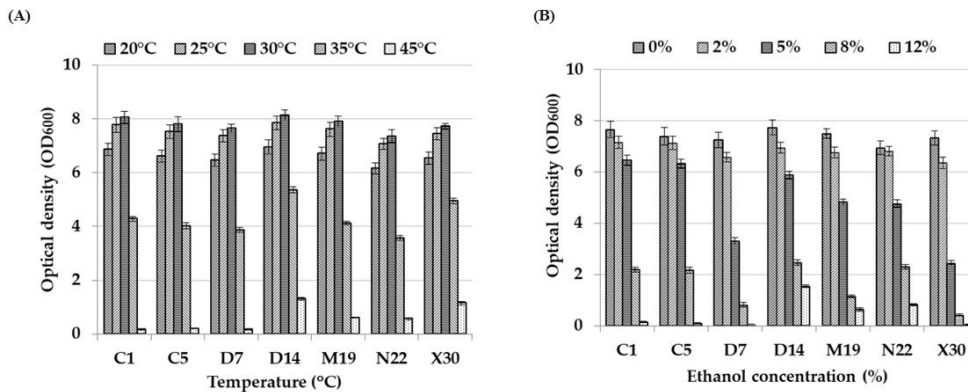 (A)
(B)
20°C 25°C 30°C 35°C 45°C
0% 2% 5% 8% 12%
Optical density (OD600)
10
8
6
4
2
0
C1 C5 D7 D14 M19 N22 X30
Temperature (°C)
Optical density (OD600)
10
8
6
4
2
0
C1 C5 D7 D14 M19 N22 X30
Ethanol concentration (%)